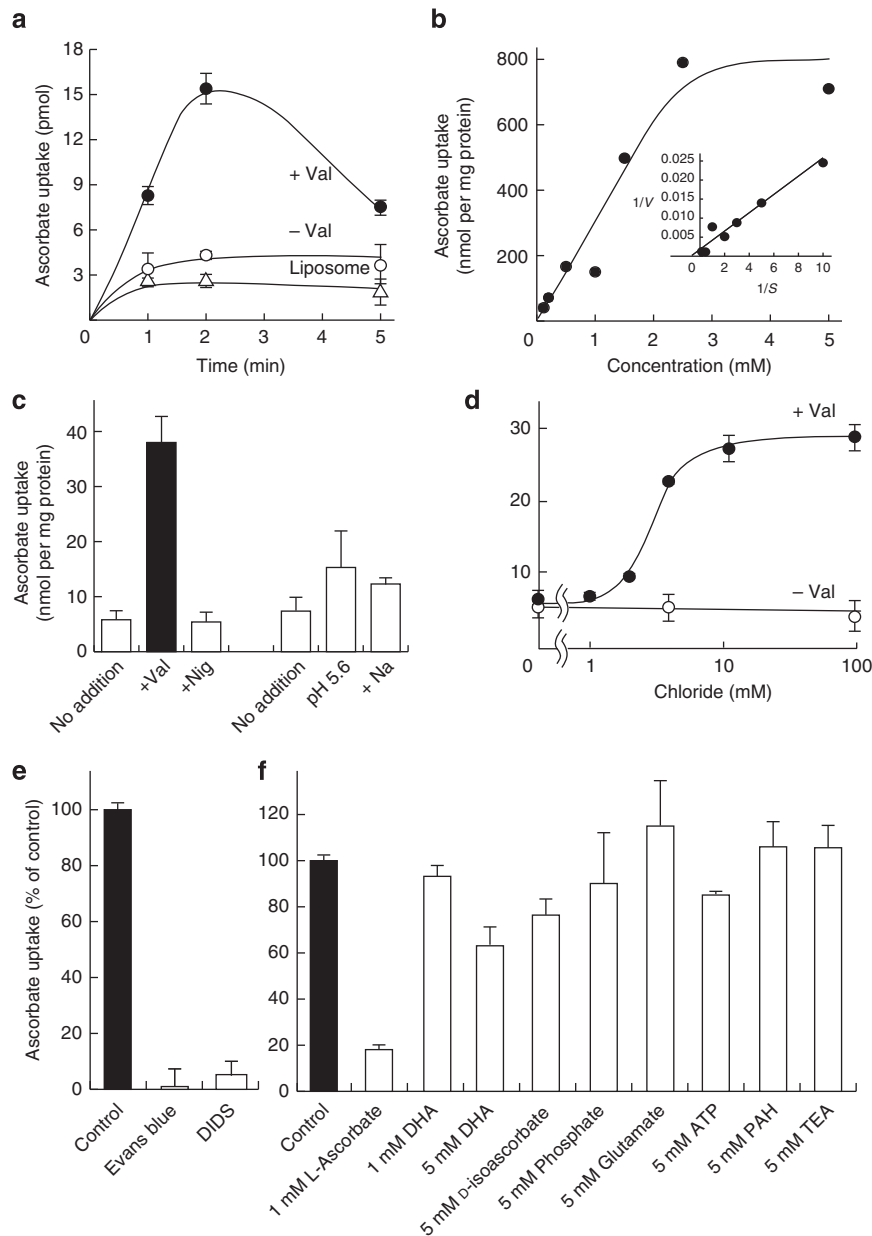 a
Ascorbate uptake (pmol)
18
15
12
9
6
3
0
1
2
5
Time (min)
+ Val
– Val
Liposome
b
Ascorbate uptake
(nmol per mg protein)
800
600
400
200
0
1
2
3
4
5
Concentration (mM)
0.025
0.020
0.015
0.010
0.005
1/V
0
2
4
6
8
10
1/S
c
Ascorbate uptake
(nmol per mg protein)
40
30
20
10
0
No addition
+Val
+Nig
No addition
pH 5.6
+ Na
d
30
20
10
0
1
10
100
Chloride (mM)
+ Val
– Val
e
Ascorbate uptake (% of control)
100
80
60
40
20
0
Control
Evans blue
DIDS
f
120
100
80
60
40
20
0
Control
1 mM L-Ascorbate
1 mM DHA
5 mM DHA
5 mM D-isoascorbate
5 mM Phosphate
5 mM Glutamate
5 mM ATP
5 mM PAH
5 mM TEA